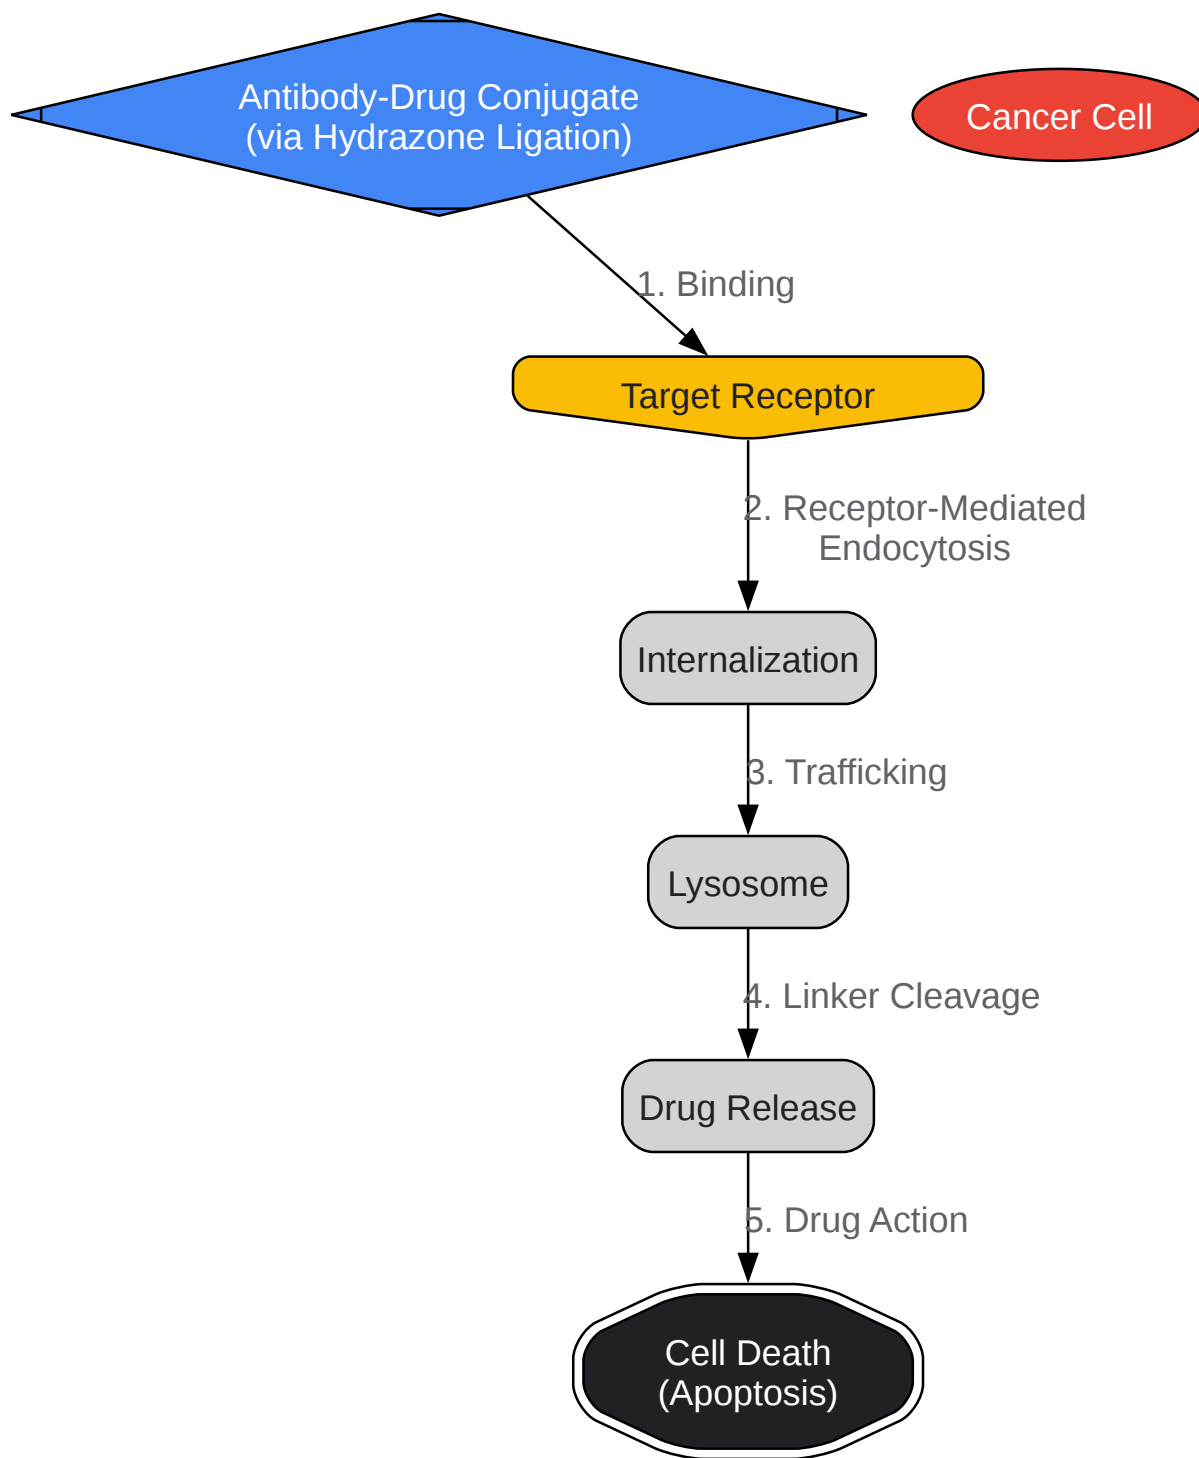 Antibody-Drug Conjugate
(via Hydrazone Ligation)
Cancer Cell
1. Binding
Target Receptor
2. Receptor-Mediated
Endocytosis
Internalization
3. Trafficking
Lysosome
4. Linker Cleavage
Drug Release
5. Drug Action
Cell Death
(Apoptosis)